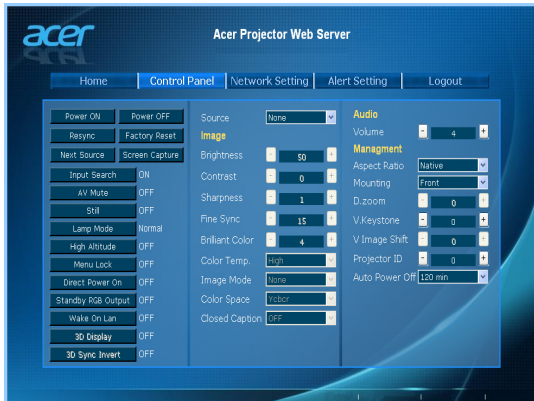 acer
Acer Projector Web Server
Home Control Panel Network Setting Alert Setting Logout
Power ON Power OFF
Resync Factory Reset
Next Source Screen Capture
Input Search ON
AV Mute OFF
Still OFF
Lamp Mode Normal
High Altitude OFF
Menu Lock OFF
Direct Power On OFF
Standby RGB Output OFF
Wake On Lan OFF
3D Display OFF
3D Sync Invert OFF
Source None
Image
Brightness - 50 +
Contrast - 0 +
Sharpness - 1 +
Fine Sync - 15 +
Brilliant Color - 4 +
Color Temp. High
Image Mode None
Color Space Ycbcr
Closed Caption OFF
Audio
Volume - 4 +
Managment
Aspect Ratio Native
Mounting Front
D.zoom - 0 +
V.Keystone - 0 +
V Image Shift - 0 +
Projector ID - 0 +
Auto Power Off 120 min